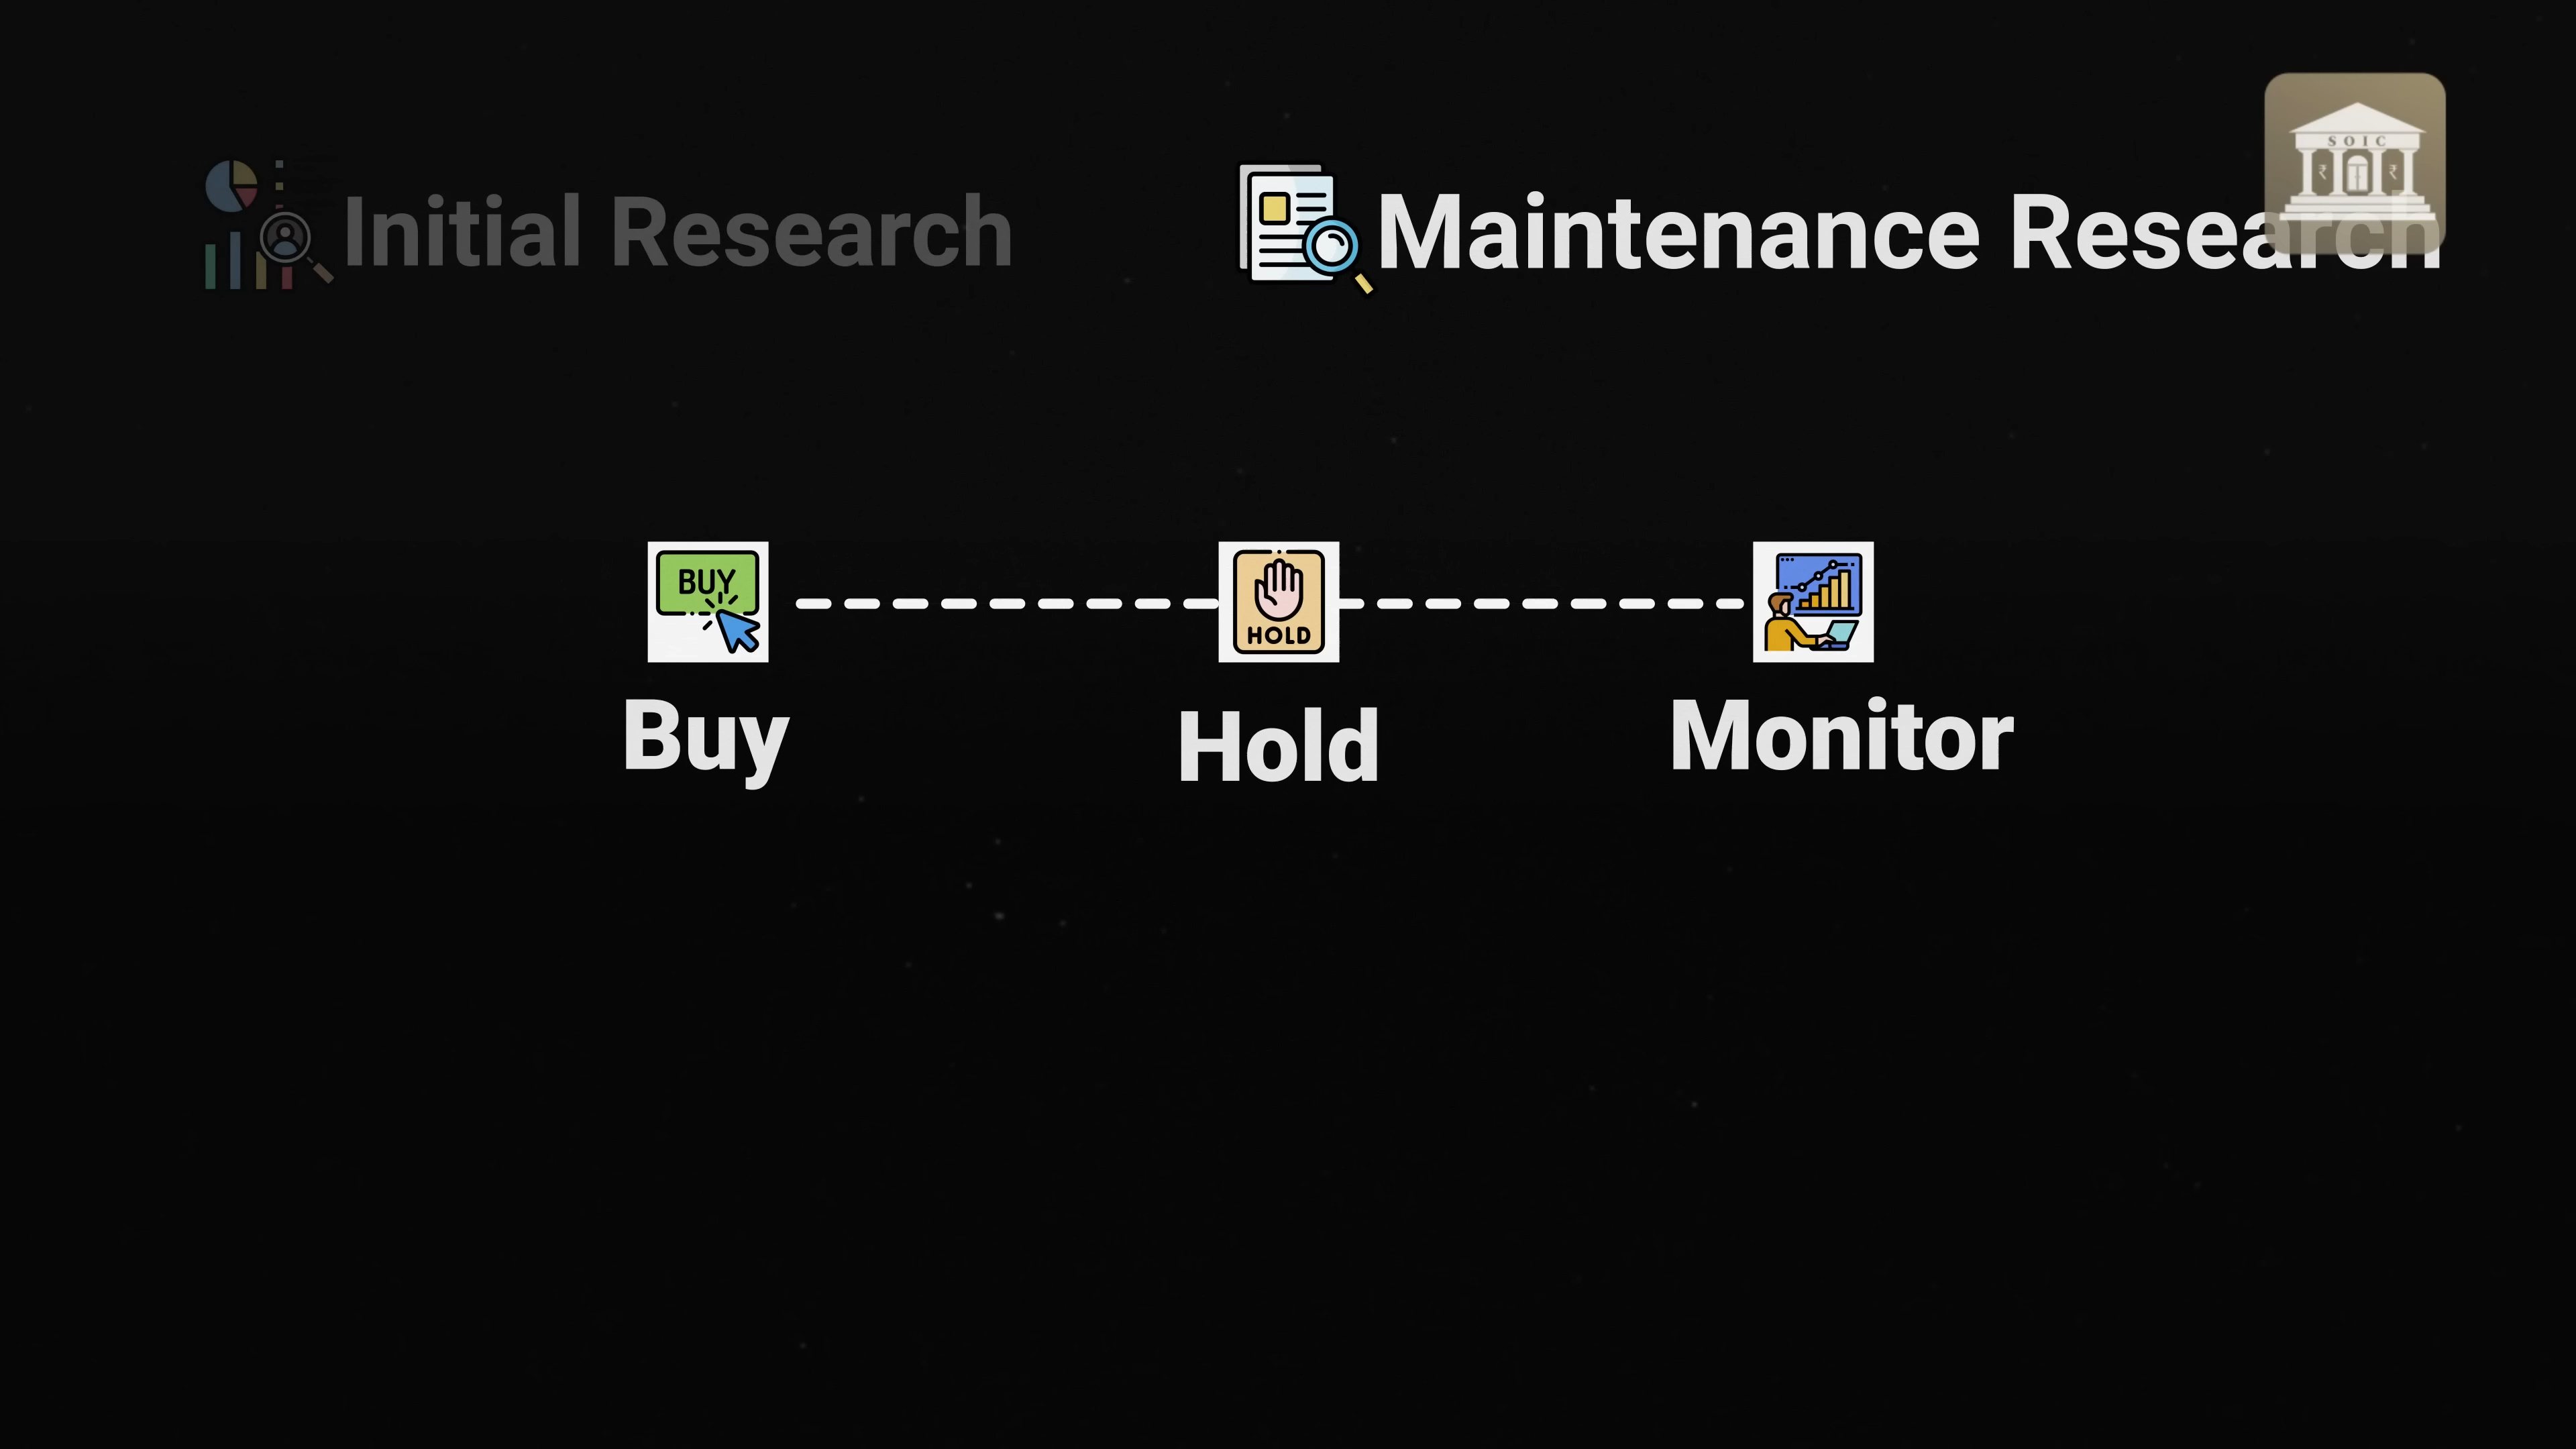 Initial Research
Maintenance Research
SOIC
BUY
HOLD
Buy
Hold
Monitor